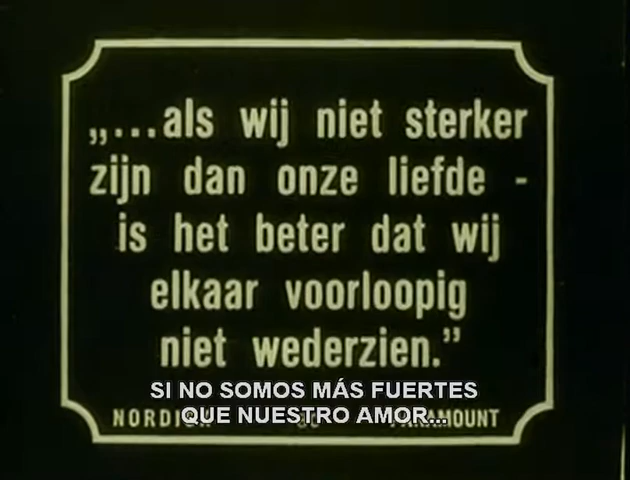 „...als wij niet sterker
zijn dan onze liefde -
is het beter dat wij
elkaar voorloopig
niet wederzien.”
SI NO SOMOS MÁS FUERTES
QUE NUESTRO AMOR...
PARAMOUNT